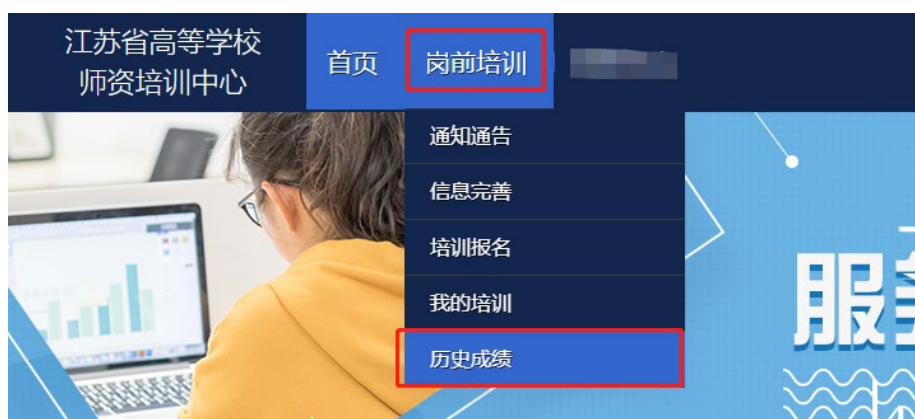 江苏省高等学校
师资培训中心
首页
岗前培训
通知通告
信息完善
培训报名
我的培训
历史成绩
服